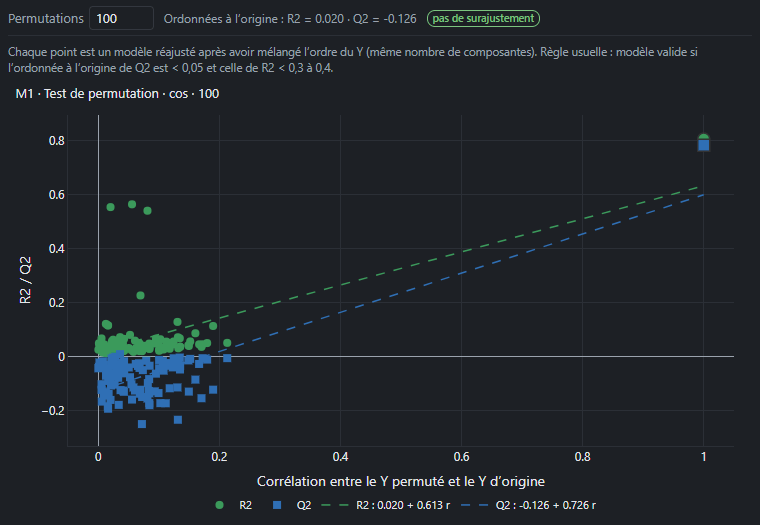 Permutations 100 Ordonnées à l'origine : R2 = 0.020 · Q2 = -0.126 pas de surajustement
Chaque point est un modèle réajusté après avoir mélangé l'ordre du Y (même nombre de composantes). Règle usuelle : modèle valide si
l'ordonnée à l'origine de Q2 est < 0,05 et celle de R2 < 0,3 à 0,4.
M1 · Test de permutation · cos · 100
0.8
0.6
0.4
0.2
0
−0.2
R2 / Q2
0 0.2 0.4 0.6 0.8 1
Corrélation entre le Y permuté et le Y d'origine
R2 Q2 R2 : 0.020 + 0.613 r Q2 : -0.126 + 0.726 r